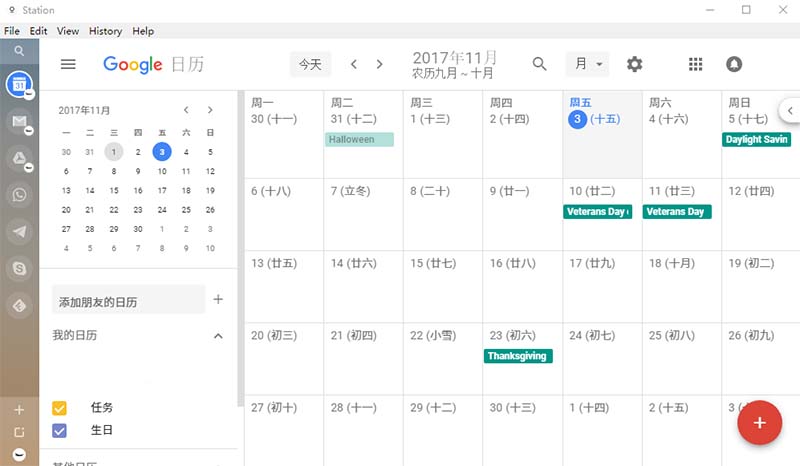 Station
File Edit View History Help
Google 日历
今天
2017年11月
农历九月 ~ 十月
月
31
2017年11月
一 二 三 四 五 六 日
30 31 1 2 3 4 5
6 7 8 9 10 11 12
13 14 15 16 17 18 19
20 21 22 23 24 25 26
27 28 29 30 1 2 3
4 5 6 7 8 9 10
添加朋友的日历
我的日历
任务
生日
其他日历
周一 周二 周三 周四 周五 周六 周日
30 (十一) 31 (十二) 1 (十三) 2 (十四) 3 (十五) 4 (十六) 5 (十七)
Halloween
Daylight Savin
6 (十八) 7 (立冬) 8 (二十) 9 (廿一) 10 (廿二) 11 (廿三) 12 (廿四)
Veterans Day
Veterans Day
13 (廿五) 14 (廿六) 15 (廿七) 16 (廿八) 17 (廿九) 18 (十月) 19 (初二)
20 (初三) 21 (初四) 22 (小雪) 23 (初六) 24 (初七) 25 (初八) 26 (初九)
Thanksgiving
27 (初十) 28 (十一) 29 (十二) 30 (十三) 1 (十四) 2 (十五) 3